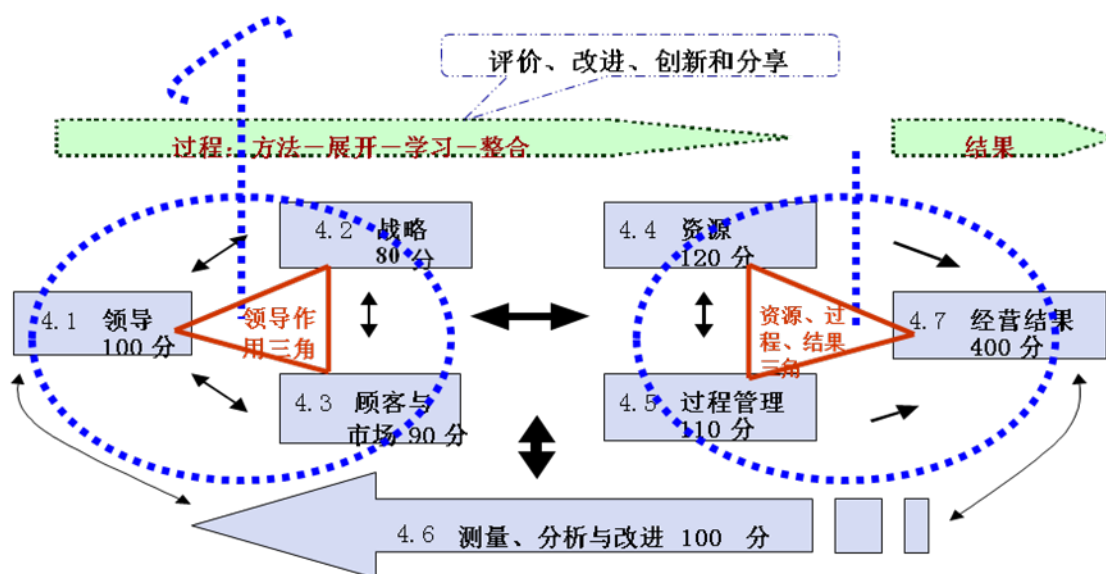 评价、改进、创新和分享
过程：方法－展开－学习－整合
结果
4.2 战略
80 分
4.4 资源
120 分
4.1 领导
100 分
领导作
用三角
资源、过
程、结果
三角
4.7 经营结果
400 分
4.3 顾客与
市场 90 分
4.5 过程管理
110 分
4.6 测量、分析与改进 100 分